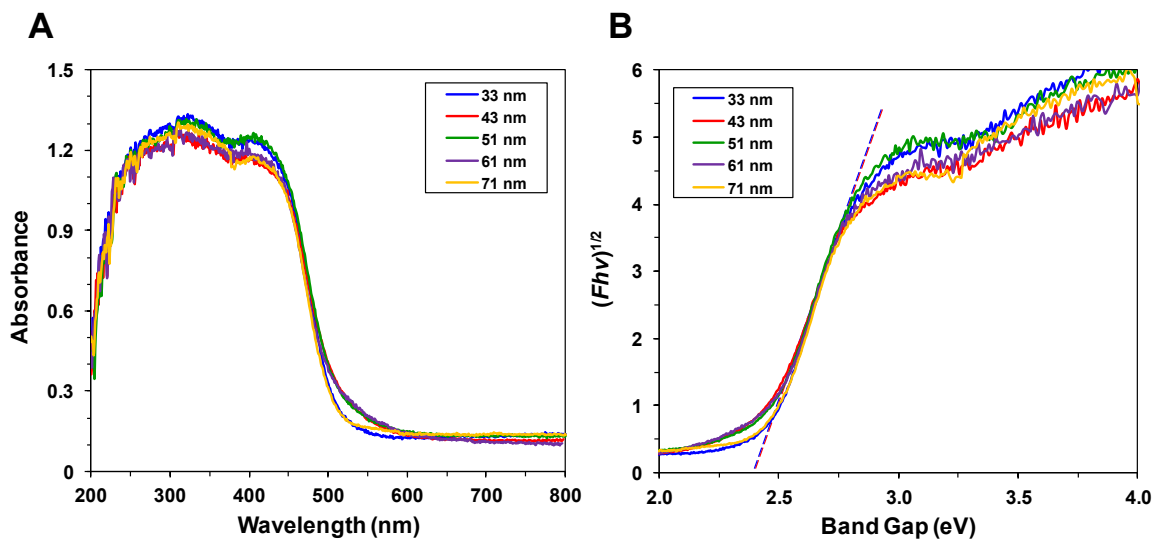 A
1.5
1.2
0.9
0.6
0.3
0
200
300
400
500
600
700
800
Absorbance
Wavelength (nm)
33 nm
43 nm
51 nm
61 nm
71 nm
B
6
5
4
3
2
1
0
2.0
2.5
3.0
3.5
4.0
(Fhv)1/2
Band Gap (eV)
33 nm
43 nm
51 nm
61 nm
71 nm